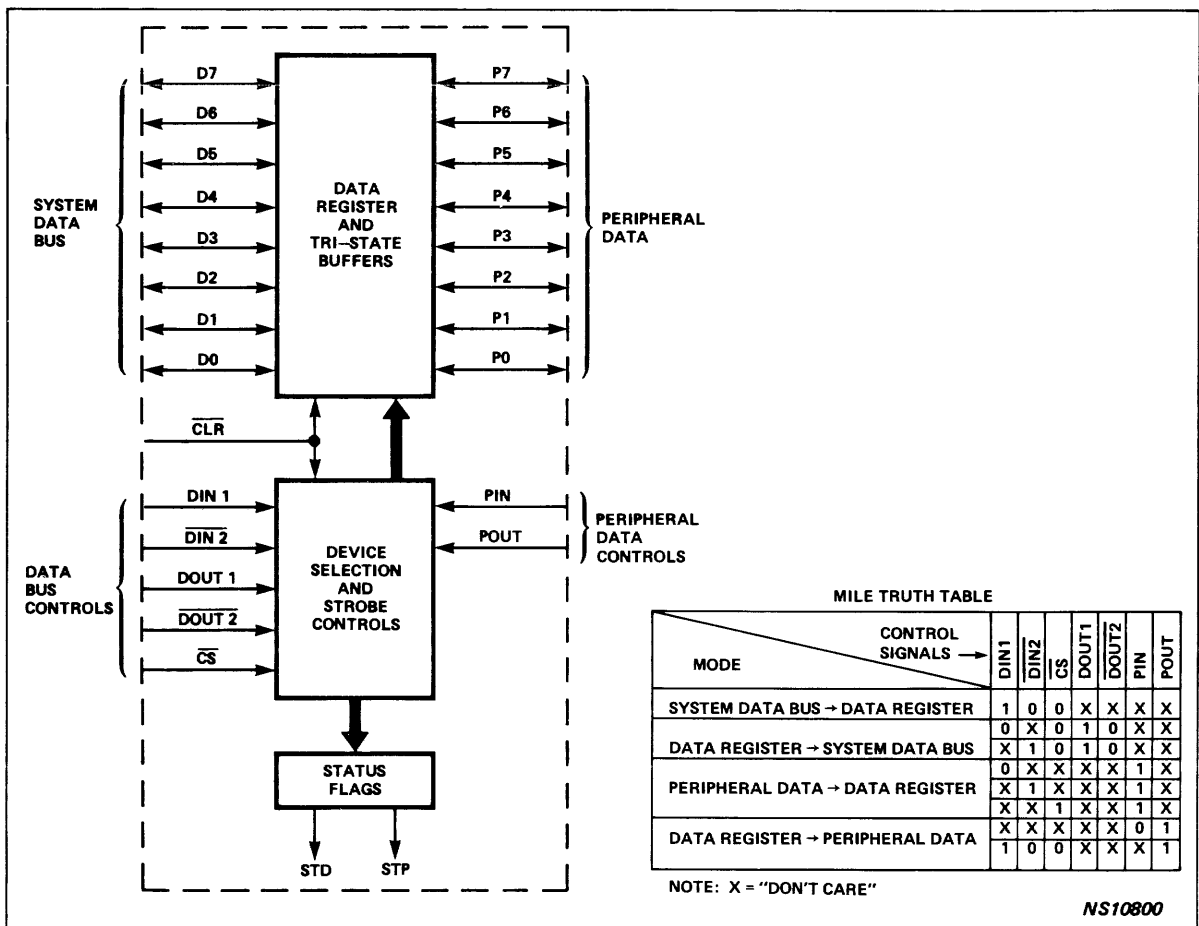 D7
D6
D5
D4
D3
D2
D1
D0
SYSTEM
DATA
BUS
DATA
REGISTER
AND
TRI-STATE
BUFFERS
P7
P6
P5
P4
P3
P2
P1
P0
PERIPHERAL
DATA
CLR
DIN 1
DIN 2
DOUT 1
DOUT 2
CS
DATA
BUS
CONTROLS
DEVICE
SELECTION
AND
STROBE
CONTROLS
PIN
POUT
PERIPHERAL
DATA
CONTROLS
STATUS
FLAGS
STD STP
MILE TRUTH TABLE
CONTROL
SIGNALS →
MODE
DIN1 DIN2 CS DOUT1 DOUT2 PIN POUT
SYSTEM DATA BUS → DATA REGISTER 1 0 0 X X X X
0 X 0 1 0 X X
DATA REGISTER → SYSTEM DATA BUS X 1 0 1 0 X X
0 X X X X 1 X
PERIPHERAL DATA → DATA REGISTER X 1 X X X 1 X
X X 1 X X 1 X
DATA REGISTER → PERIPHERAL DATA X X X X X 0 1
1 0 0 X X X 1
NOTE: X = "DON'T CARE"
NS10800